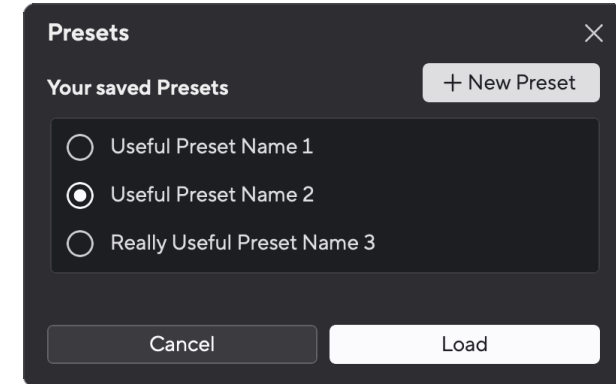 Presets
Your saved Presets
+ New Preset
Useful Preset Name 1
Useful Preset Name 2
Really Useful Preset Name 3
Cancel
Load